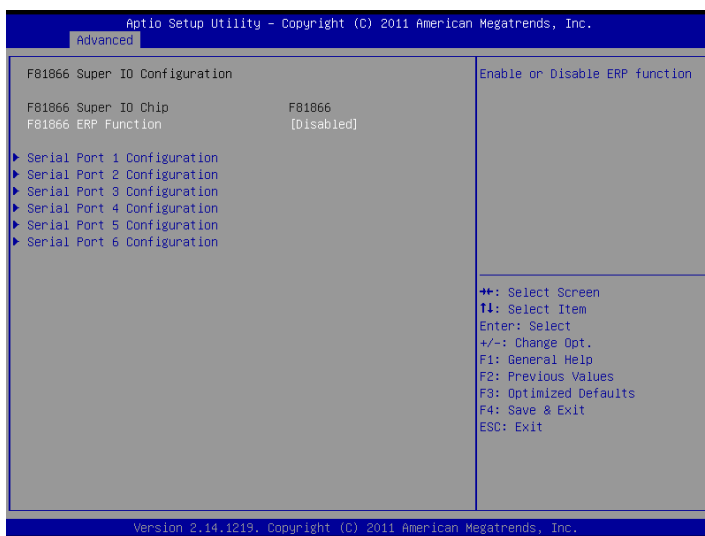 Aptio Setup Utility – Copyright (C) 2011 American Megatrends, Inc.
Advanced
F81866 Super IO Configuration
F81866 Super IO Chip F81866
F81866 ERP Function [Disabled]
Serial Port 1 Configuration
Serial Port 2 Configuration
Serial Port 3 Configuration
Serial Port 4 Configuration
Serial Port 5 Configuration
Serial Port 6 Configuration
Enable or Disable ERP function
→←: Select Screen
↑↓: Select Item
Enter: Select
+/-: Change Opt.
F1: General Help
F2: Previous Values
F3: Optimized Defaults
F4: Save & Exit
ESC: Exit
Version 2.14.1219. Copyright (C) 2011 American Megatrends, Inc.